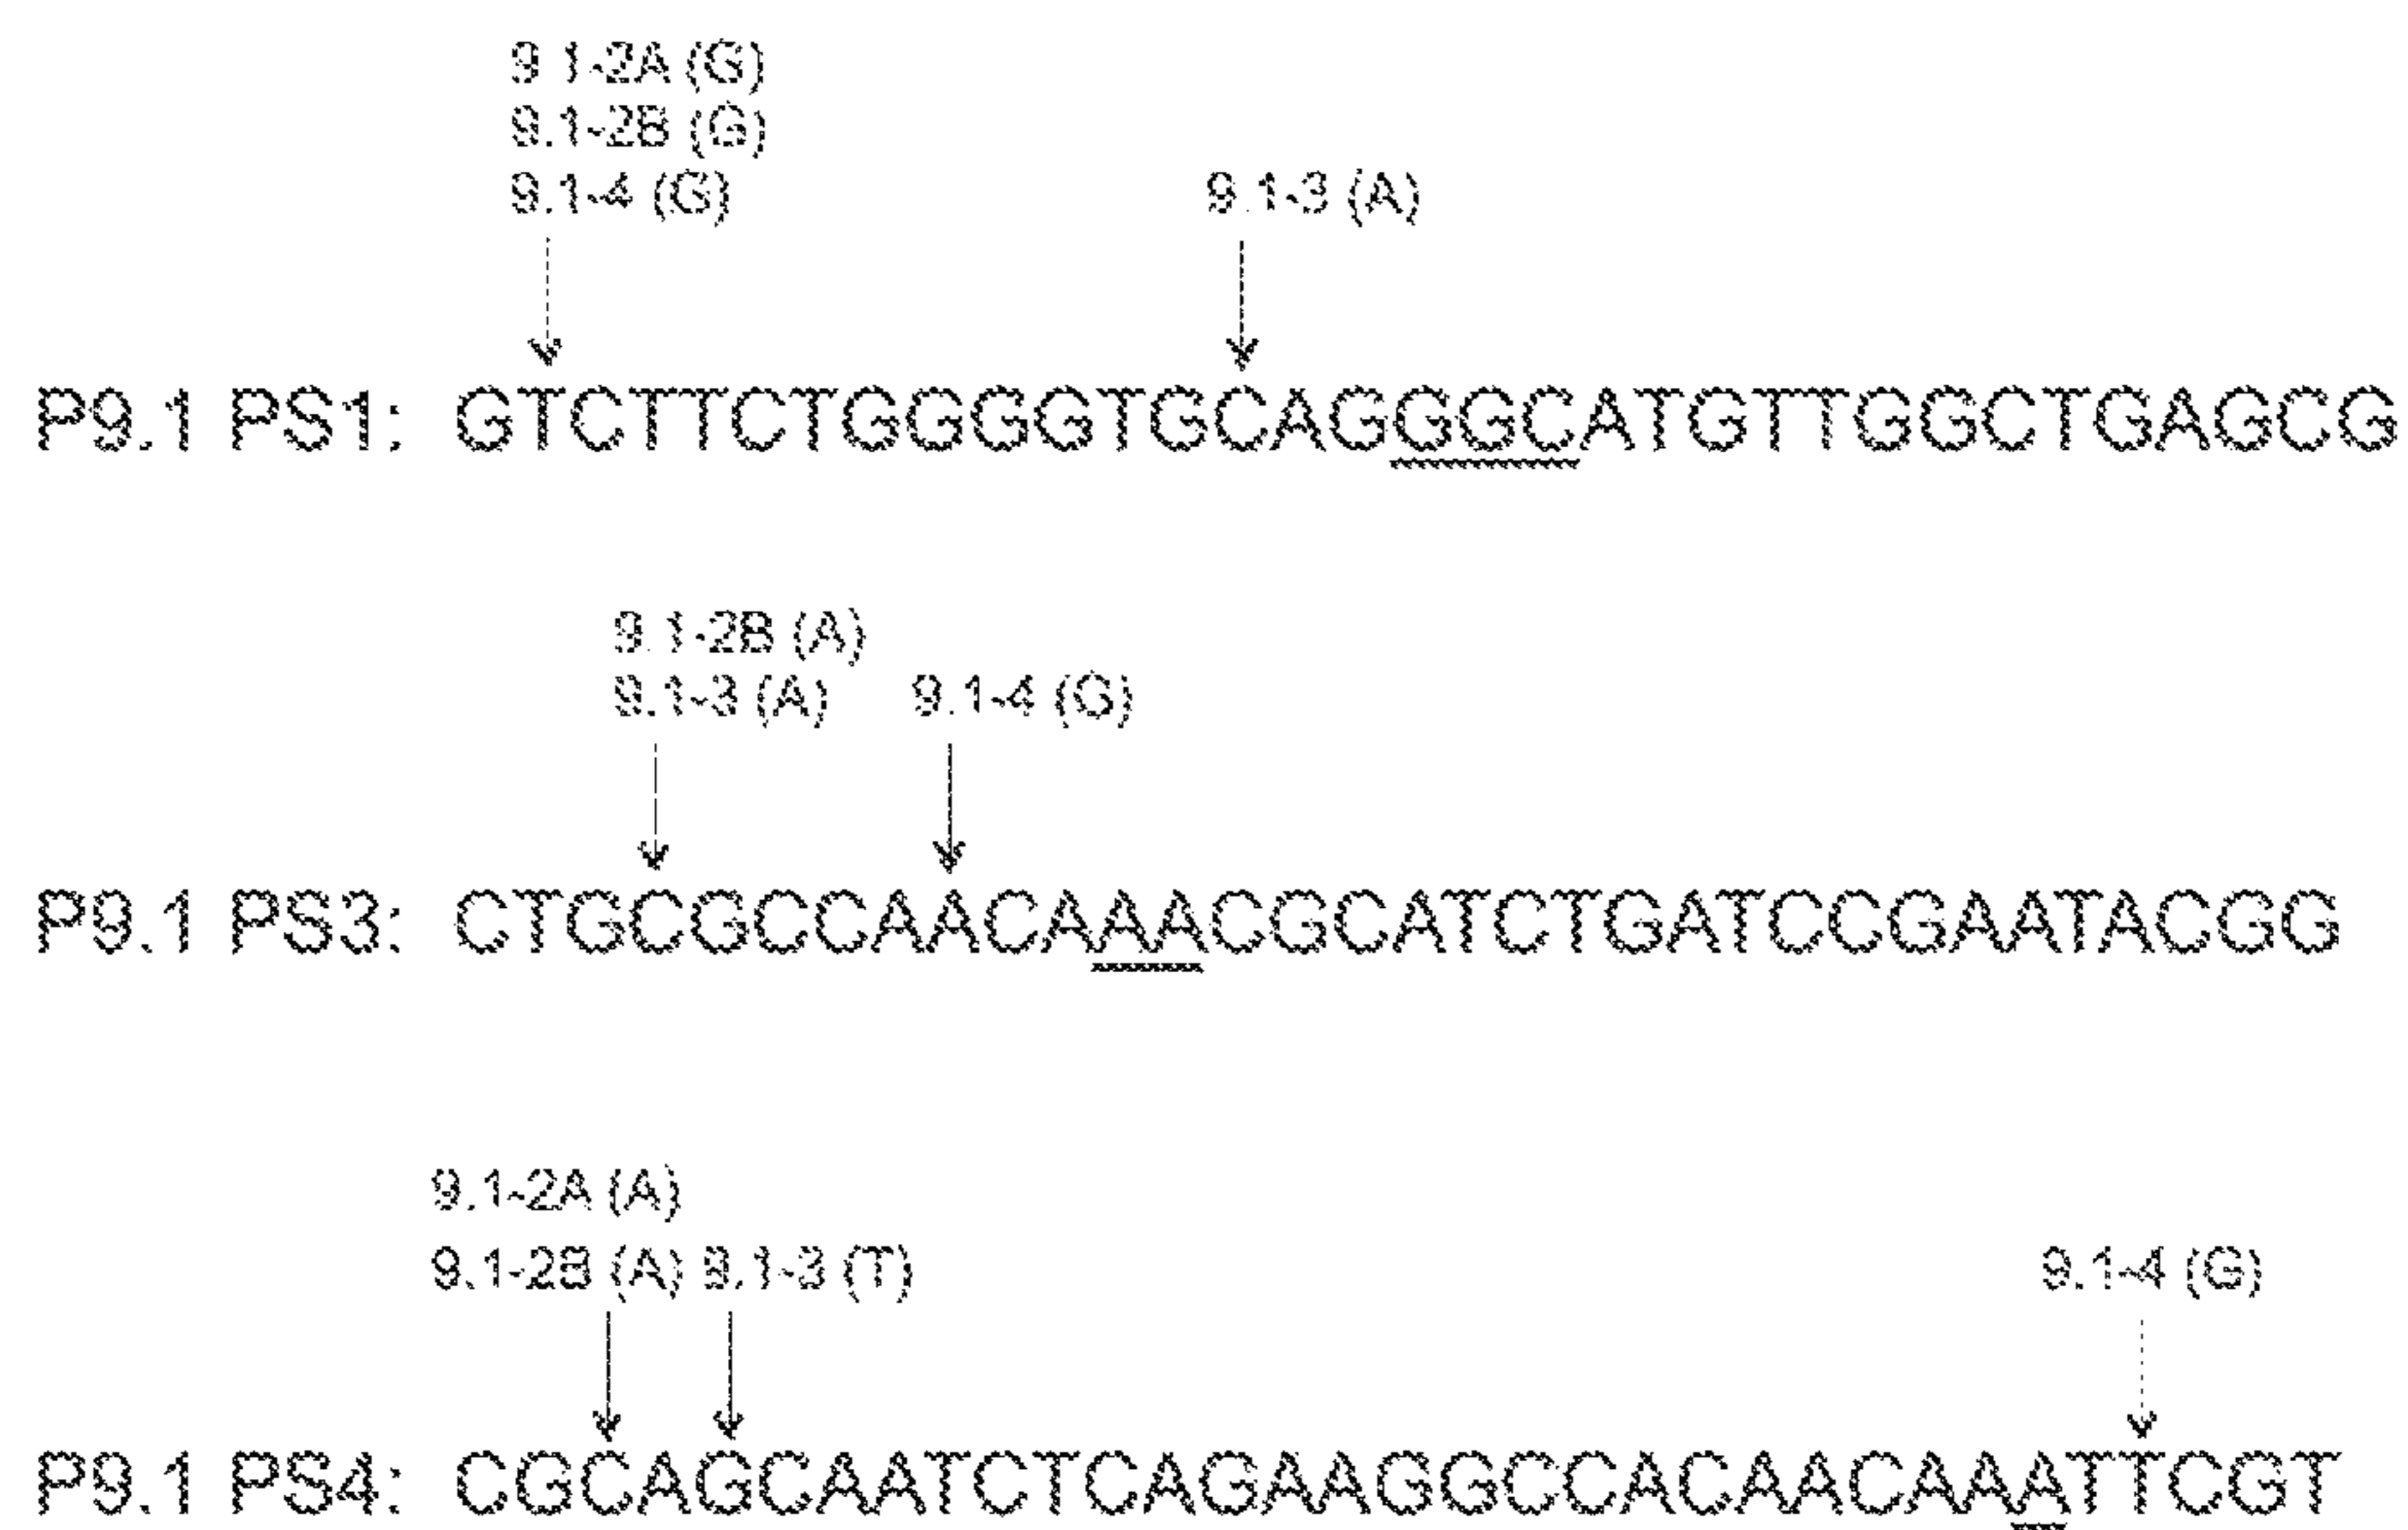 9.1-2A (G)
9.1-2B (G)
9.1-4 (G) 9.1-3 (A)
P9.1 PS1: GTCTTCTGGGGTGCAGGGCATGTTGGCTGAGCG
9.1-2B (A)
9.1-3 (A) 9.1-4 (G)
P9.1 PS3: CTGCGCCAACAAACGCATCTGATCCGAATACGG
9.1-2A (A)
9.1-2B (A) 9.1-3 (T) 9.1-4 (G)
P9.1 PS4: CGCAGCAATCTCAGAAGGCCACAACAAATTCGT